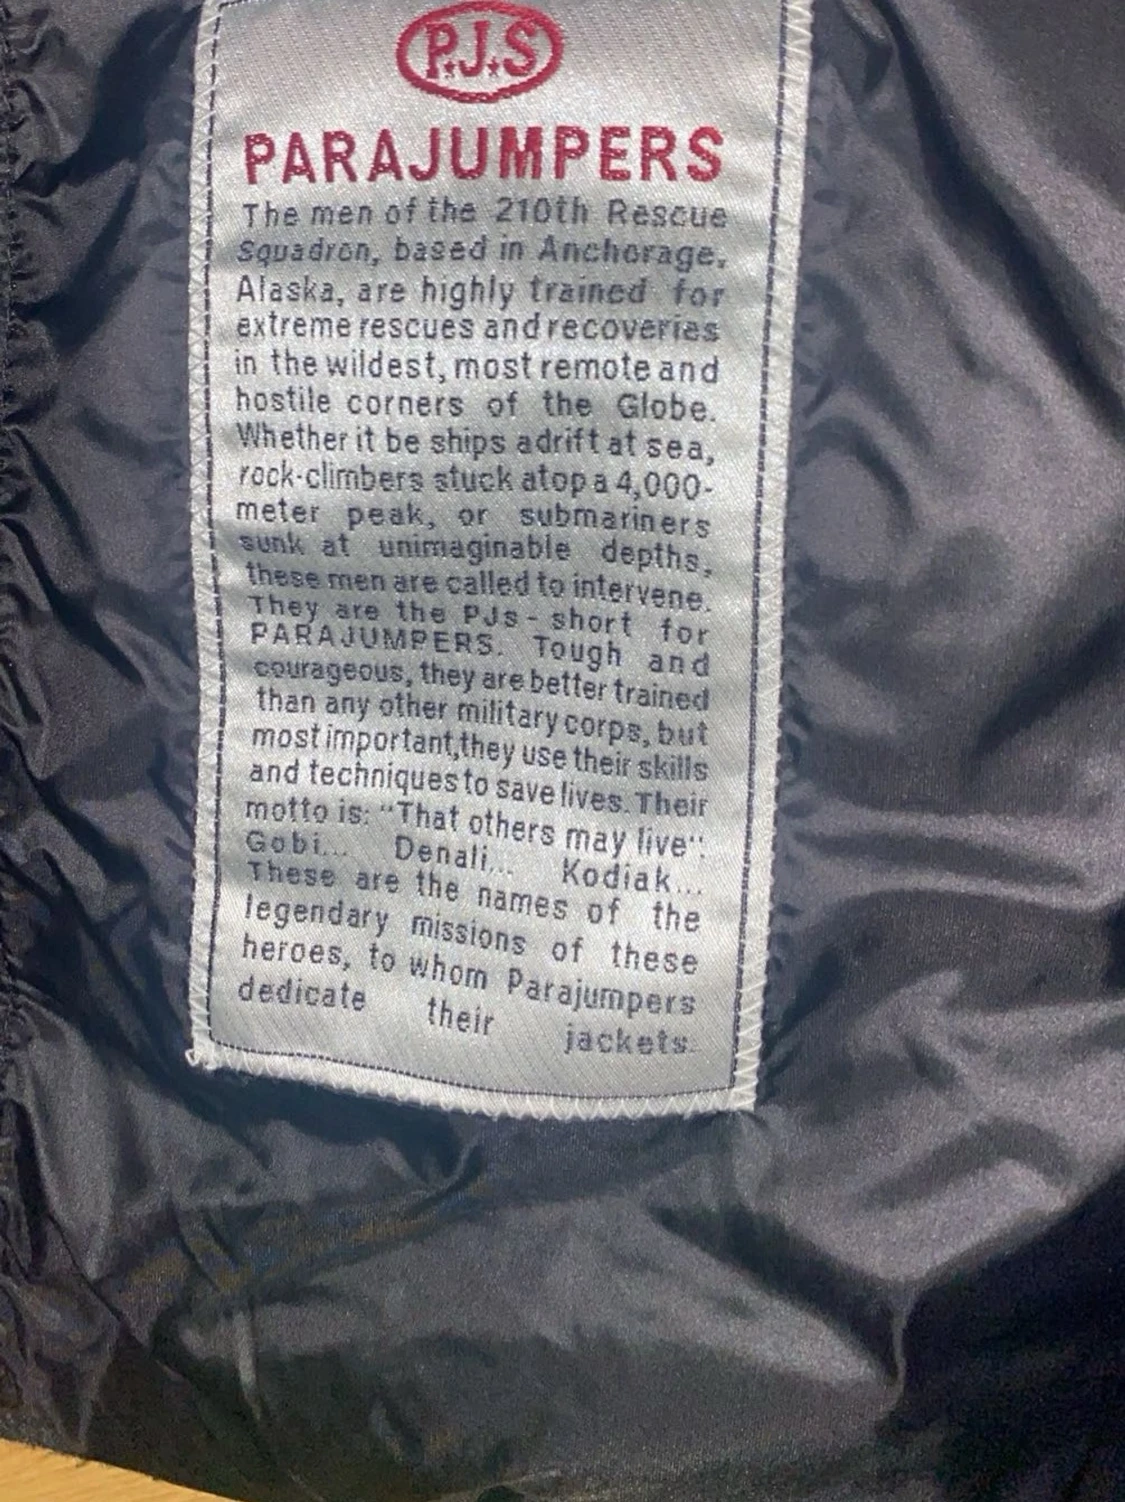 P.J.S
PARAJUMPERS
The men of the 210th Rescue
Squadron, based in Anchorage,
Alaska, are highly trained for
extreme rescues and recoveries
in the wildest, most remote and
hostile corners of the Globe.
Whether it be ships adrift at sea,
rock-climbers stuck atop a 4,000-
meter peak, or submariners
sunk at unimaginable depths,
these men are called to intervene.
They are the PJs - short for
PARAJUMPERS. Tough and
courageous, they are better trained
than any other military corps, but
most important,they use their skills
and techniques to save lives. Their
motto is: "That others may live".
Gobi... Denali... Kodiak...
These are the names of the
legendary missions of these
heroes, to whom Parajumpers
dedicate their jackets.